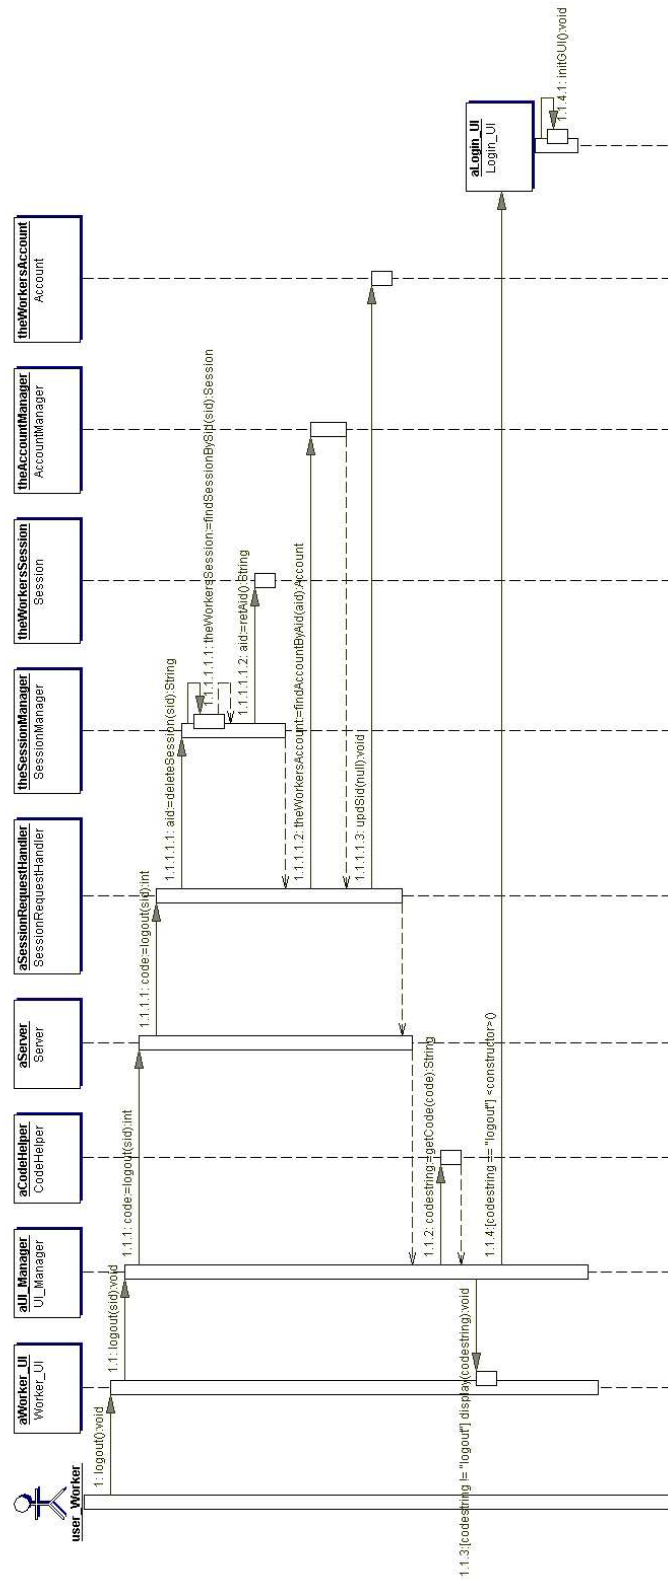 user_Worker
aWorker_UI
Worker_UI
aUI_Manager
UI_Manager
aCodeHelper
CodeHelper
aServer
Server
aSessionRequestHandler
SessionRequestHandler
theSessionManager
SessionManager
theWorkersSession
Session
theAccountManager
AccountManager
theWorkersAccount
Account
aLogin_UI
Login_UI
1: logout():void
1.1: logout(sid):void
1.1.1: code:=logout(sid):int
1.1.1.1: code:=logout(sid):int
1.1.1.1.1: aid:=deleteSession(sid):String
1.1.1.1.1.1: theWorkersSession:=findSessionBySid(sid):Session
1.1.1.1.1.2: aid:=retAid():String
1.1.1.1.2: theWorkersAccount:=findAccountByAid(aid):Account
1.1.1.1.3: updSid(null):void
1.1.2: codestring:=getCode(code):String
1.1.3:[codestring != "logout"] display(codestring):void
1.1.4:[codestring == "logout"] <constructor>()
1.1.4.1: initGUI():void